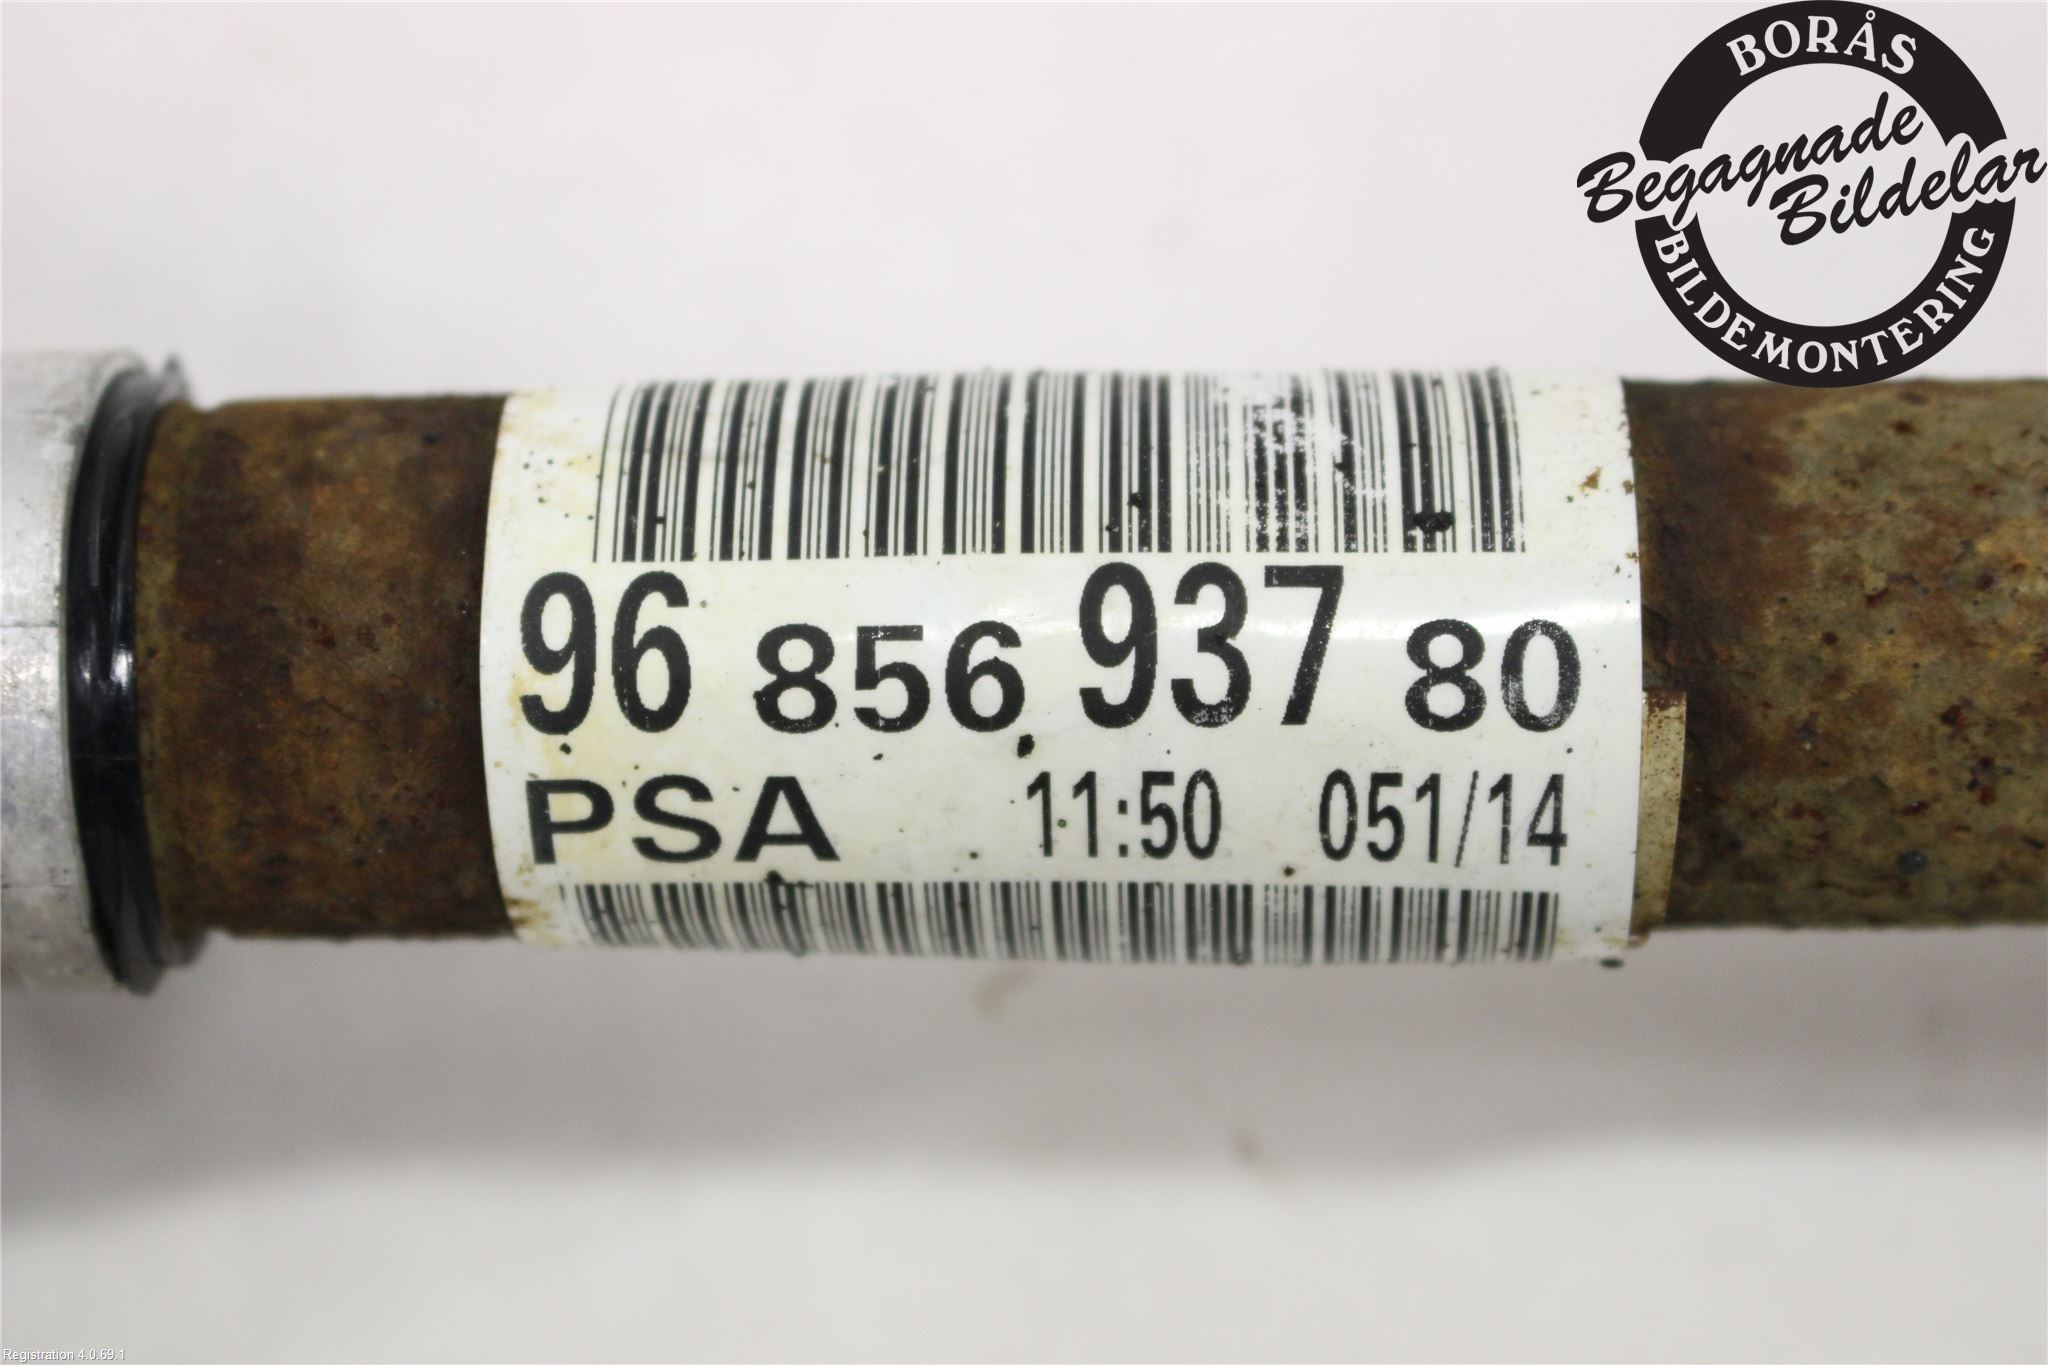 BORÅS
Begagnade
Bildelar
BILDEMONTERING
96 856 937 80
PSA 11:50 051/14
Registration 4.0.69.1